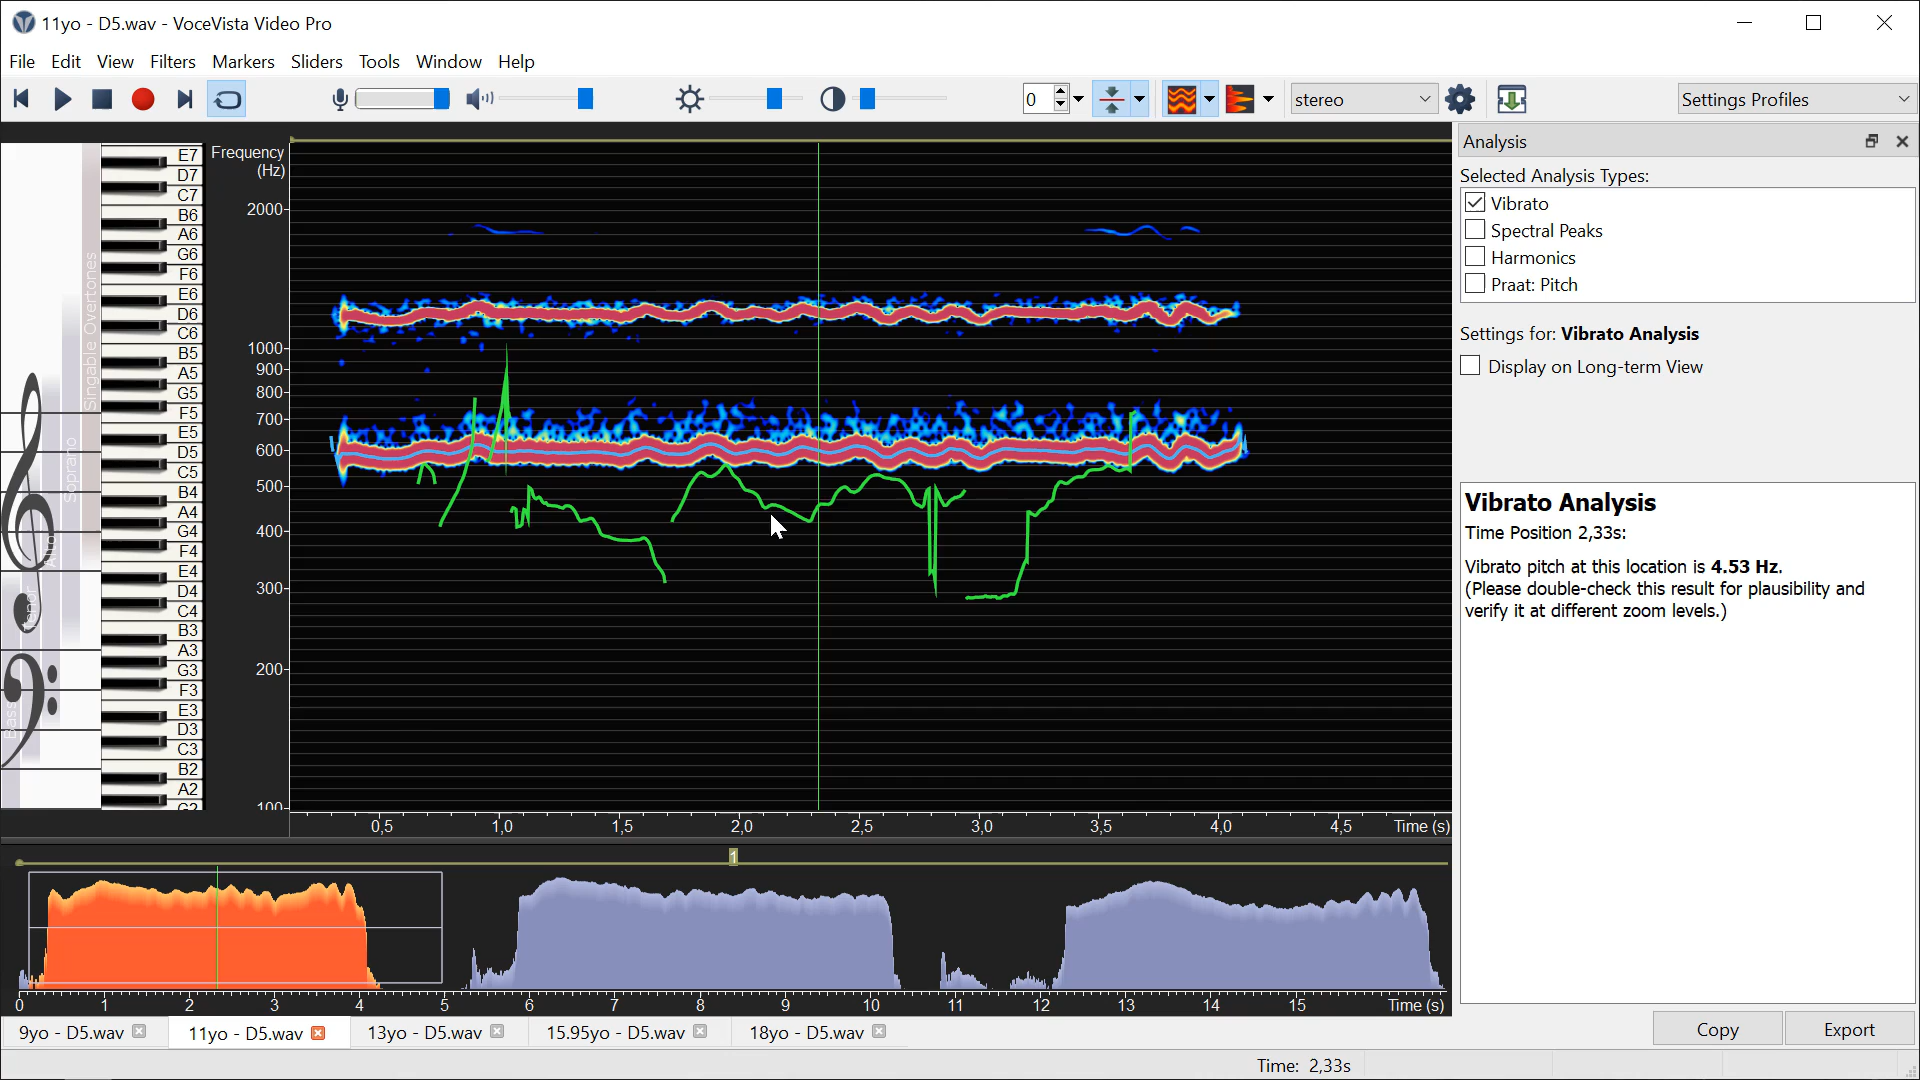 11yo - D5.wav - VoceVista Video Pro
File Edit View Filters Markers Sliders Tools Window Help
0 stereo Settings Profiles
Analysis
Selected Analysis Types:
Vibrato
Spectral Peaks
Harmonics
Praat: Pitch
Settings for: Vibrato Analysis
Display on Long-term View
Vibrato Analysis
Time Position 2,33s:
Vibrato pitch at this location is 4.53 Hz.
(Please double-check this result for plausibility and
verify it at different zoom levels.)
Copy Export
Frequency
(Hz)
2000
1000
900
800
700
600
500
400
300
200
100
E7
D7
C7
B6
A6
G6
F6
E6
D6
C6
B5
A5
G5
F5
E5
D5
C5
B4
A4
G4
F4
E4
D4
C4
B3
A3
G3
F3
E3
D3
C3
B2
A2
G2
Singable Overtones
Soprano
Alto
Tenor
Bass
0,5 1,0 1,5 2,0 2,5 3,0 3,5 4,0 4,5 Time (s)
1
0 1 2 3 4 5 6 7 8 9 10 11 12 13 14 15 Time (s)
9yo - D5.wav 11yo - D5.wav 13yo - D5.wav 15.95yo - D5.wav 18yo - D5.wav
Time: 2,33s